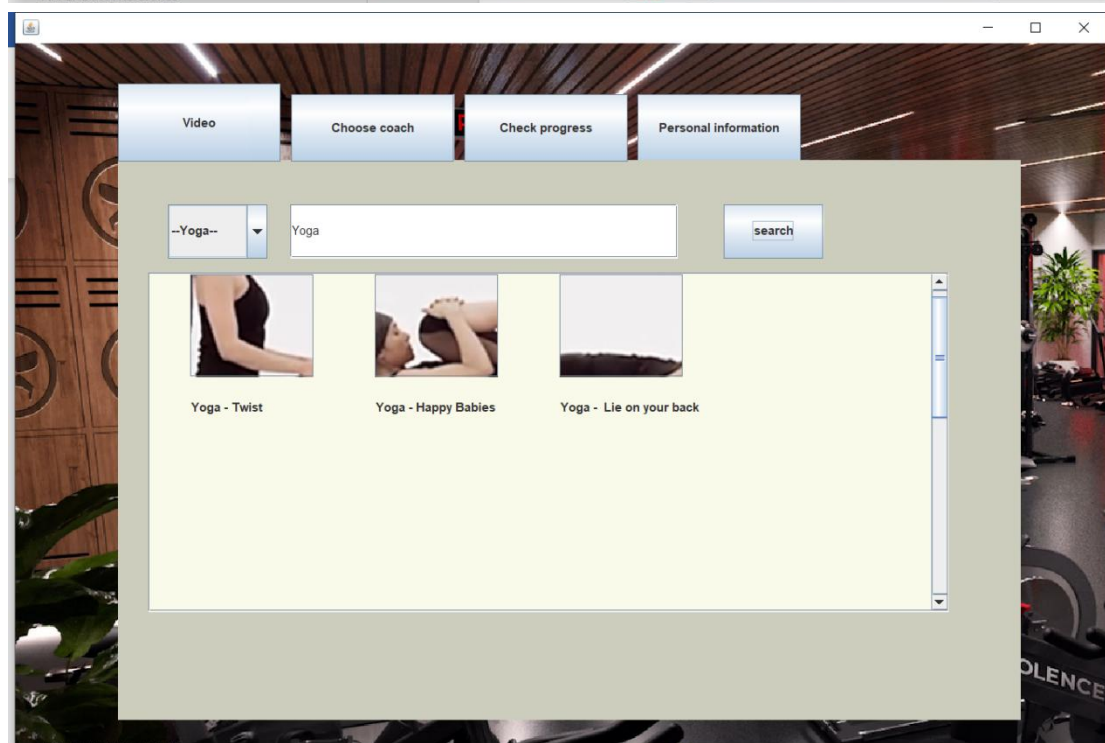 Video
Choose coach
Check progress
Personal information
--Yoga--
Yoga
search
Yoga - Twist
Yoga - Happy Babies
Yoga - Lie on your back
OLENCE